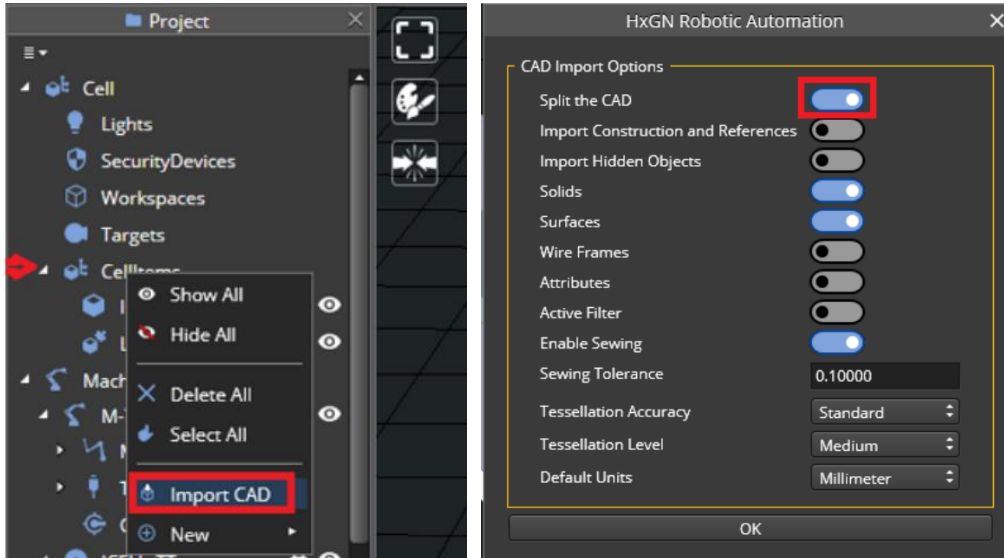 Project
Cell
Lights
SecurityDevices
Workspaces
Targets
CellItems
Show All
Hide All
Mach
Delete All
M-
Select All
Import CAD
New
HxGN Robotic Automation
CAD Import Options
Split the CAD
Import Construction and References
Import Hidden Objects
Solids
Surfaces
Wire Frames
Attributes
Active Filter
Enable Sewing
Sewing Tolerance 0.10000
Tessellation Accuracy Standard
Tessellation Level Medium
Default Units Millimeter
OK